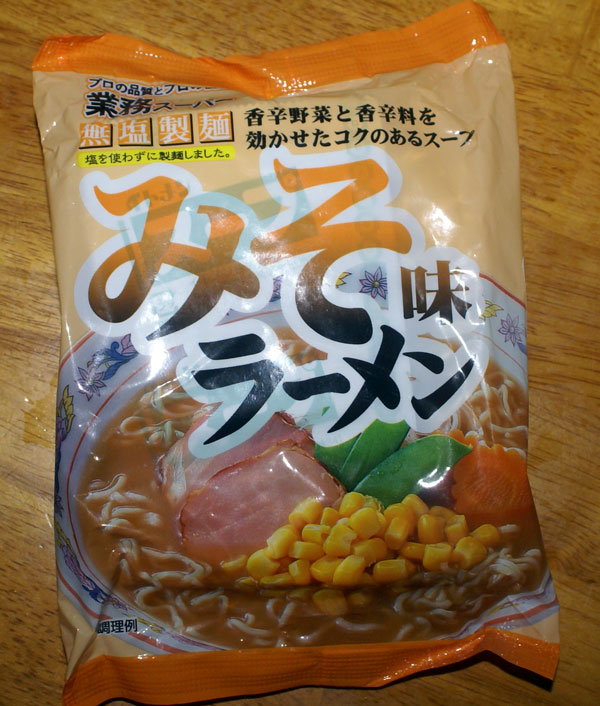 プロの品質とプロの
業務スーパー
無塩製麺
塩を使わずに製麺しました。
香辛野菜と香辛料を
効かせたコクのあるスープ
みそ味
ラーメン
調理例